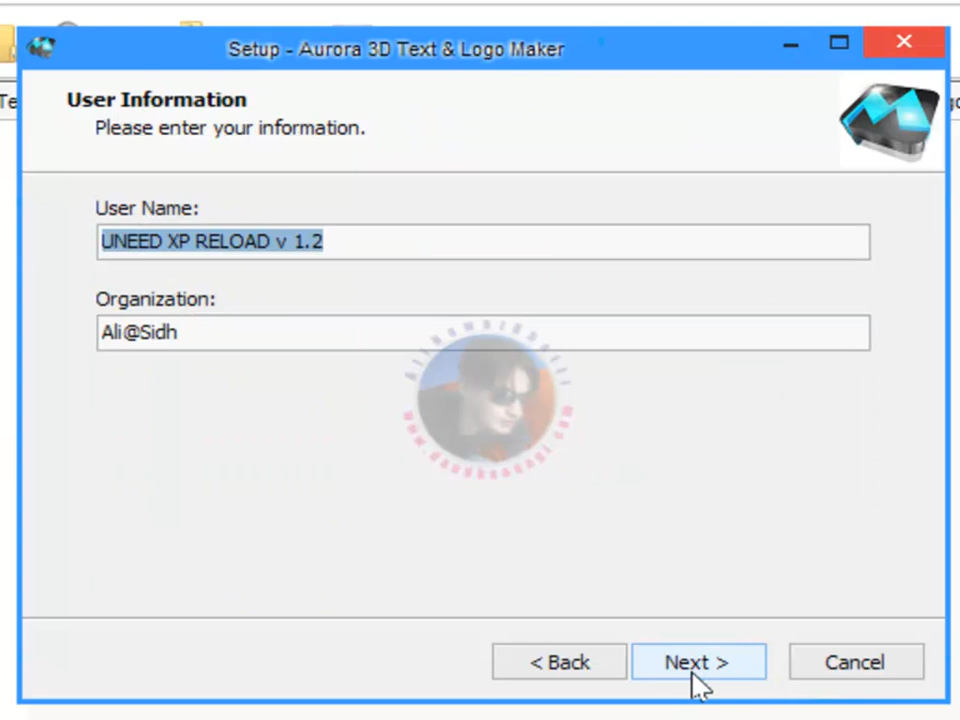 Te
Setup - Aurora 3D Text & Logo Maker
User Information
Please enter your information.
User Name:
UNEED XP RELOAD v 1.2
Organization:
Ali@Sidh
< Back
Next >
Cancel